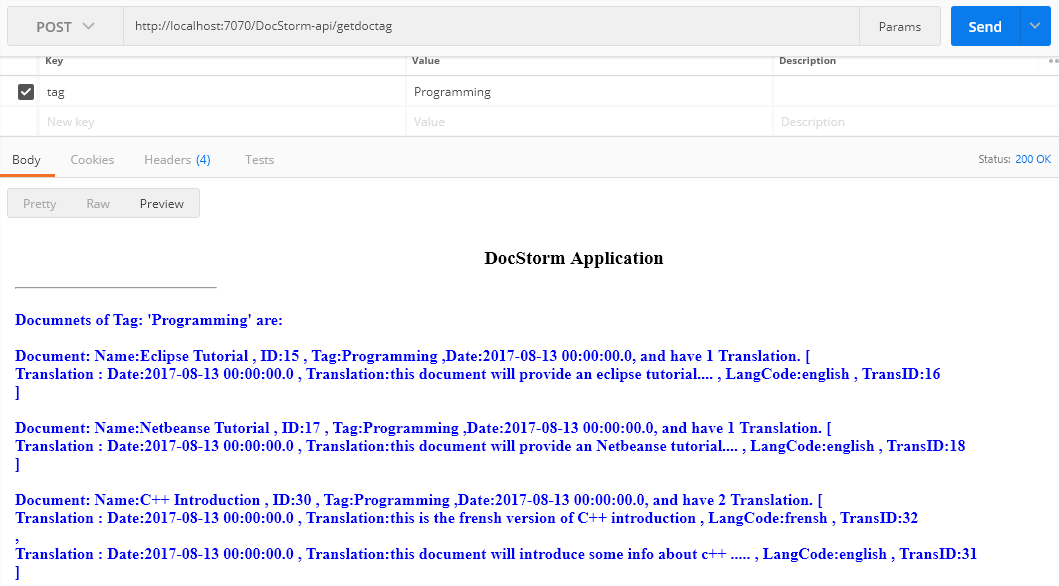 POST http://localhost:7070/DocStorm-api/getdoctag Params Send
Key Value Description
tag Programming
New key Value Description
Body Cookies Headers (4) Tests Status: 200 OK
Pretty Raw Preview
DocStorm Application
Documnets of Tag: 'Programming' are:
Document: Name:Eclipse Tutorial , ID:15 , Tag:Programming ,Date:2017-08-13 00:00:00.0, and have 1 Translation. [
Translation : Date:2017-08-13 00:00:00.0 , Translation:this document will provide an eclipse tutorial.... , LangCode:english , TransID:16
]
Document: Name:Netbeanse Tutorial , ID:17 , Tag:Programming ,Date:2017-08-13 00:00:00.0, and have 1 Translation. [
Translation : Date:2017-08-13 00:00:00.0 , Translation:this document will provide an Netbeanse tutorial.... , LangCode:english , TransID:18
]
Document: Name:C++ Introduction , ID:30 , Tag:Programming ,Date:2017-08-13 00:00:00.0, and have 2 Translation. [
Translation : Date:2017-08-13 00:00:00.0 , Translation:this is the frensh version of C++ introduction , LangCode:frensh , TransID:32
,
Translation : Date:2017-08-13 00:00:00.0 , Translation:this document will introduce some info about c++ ..... , LangCode:english , TransID:31
]